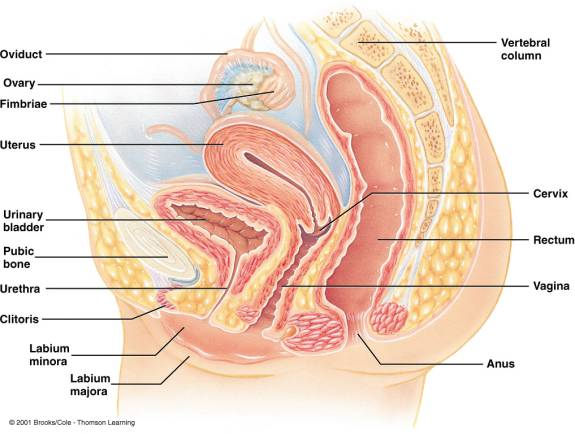 Oviduct
Ovary
Fimbriae
Uterus
Urinary
bladder
Pubic
bone
Urethra
Clitoris
Labium
minora
Labium
majora
Vertebral
column
Cervix
Rectum
Vagina
Anus
© 2001 Brooks/Cole - Thomson Learning